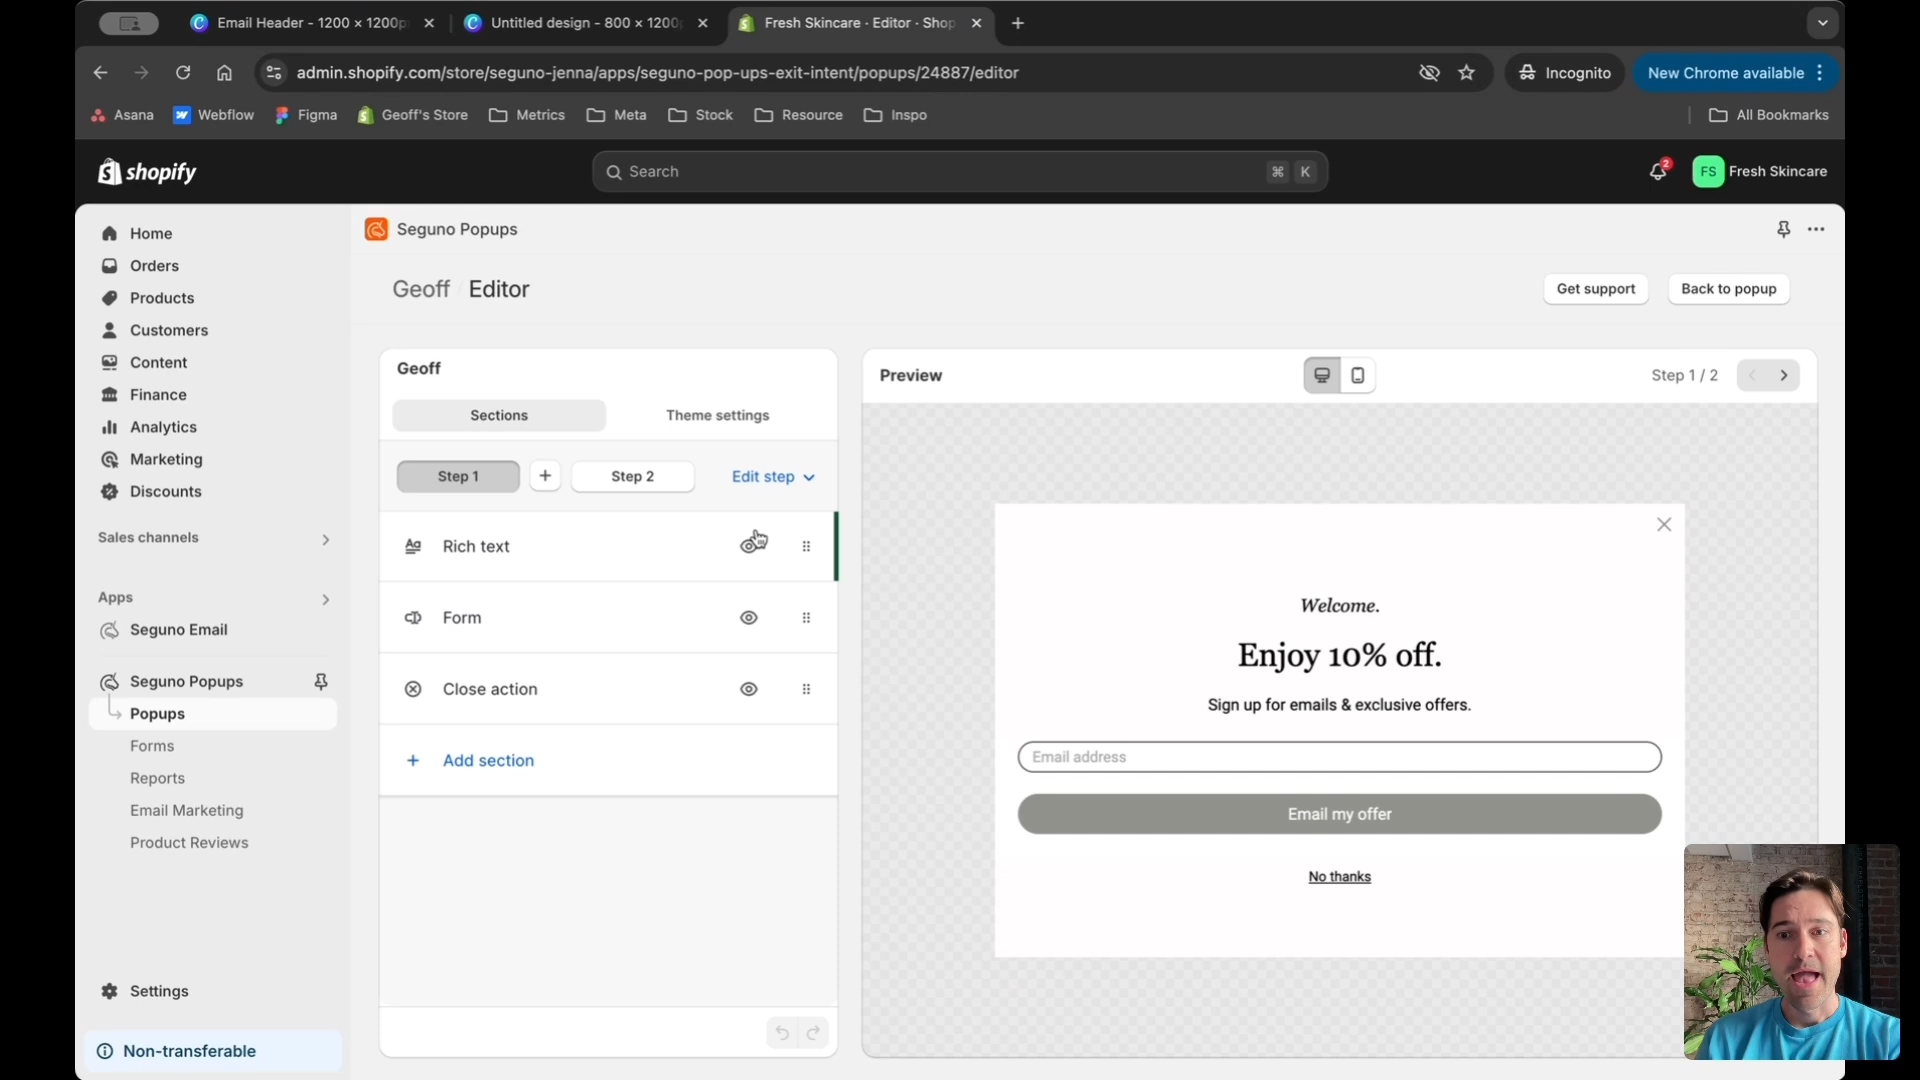 Email Header - 1200 × 1200p
Untitled design - 800 × 1200
Fresh Skincare · Editor · Shop
admin.shopify.com/store/seguno-jenna/apps/seguno-pop-ups-exit-intent/popups/24887/editor
Incognito
New Chrome available
Asana
Webflow
Figma
Geoff's Store
Metrics
Meta
Stock
Resource
Inspo
All Bookmarks
shopify
Search
⌘ K
2
FS
Fresh Skincare
Home
Orders
Products
Customers
Content
Finance
Analytics
Marketing
Discounts
Sales channels
Apps
Seguno Email
Seguno Popups
Popups
Forms
Reports
Email Marketing
Product Reviews
Settings
Non-transferable
Seguno Popups
Geoff / Editor
Get support
Back to popup
Geoff
Sections
Theme settings
Step 1
Step 2
Edit step
Rich text
Form
Close action
Add section
Preview
Step 1 / 2
Welcome.
Enjoy 10% off.
Sign up for emails & exclusive offers.
Email address
Email my offer
No thanks